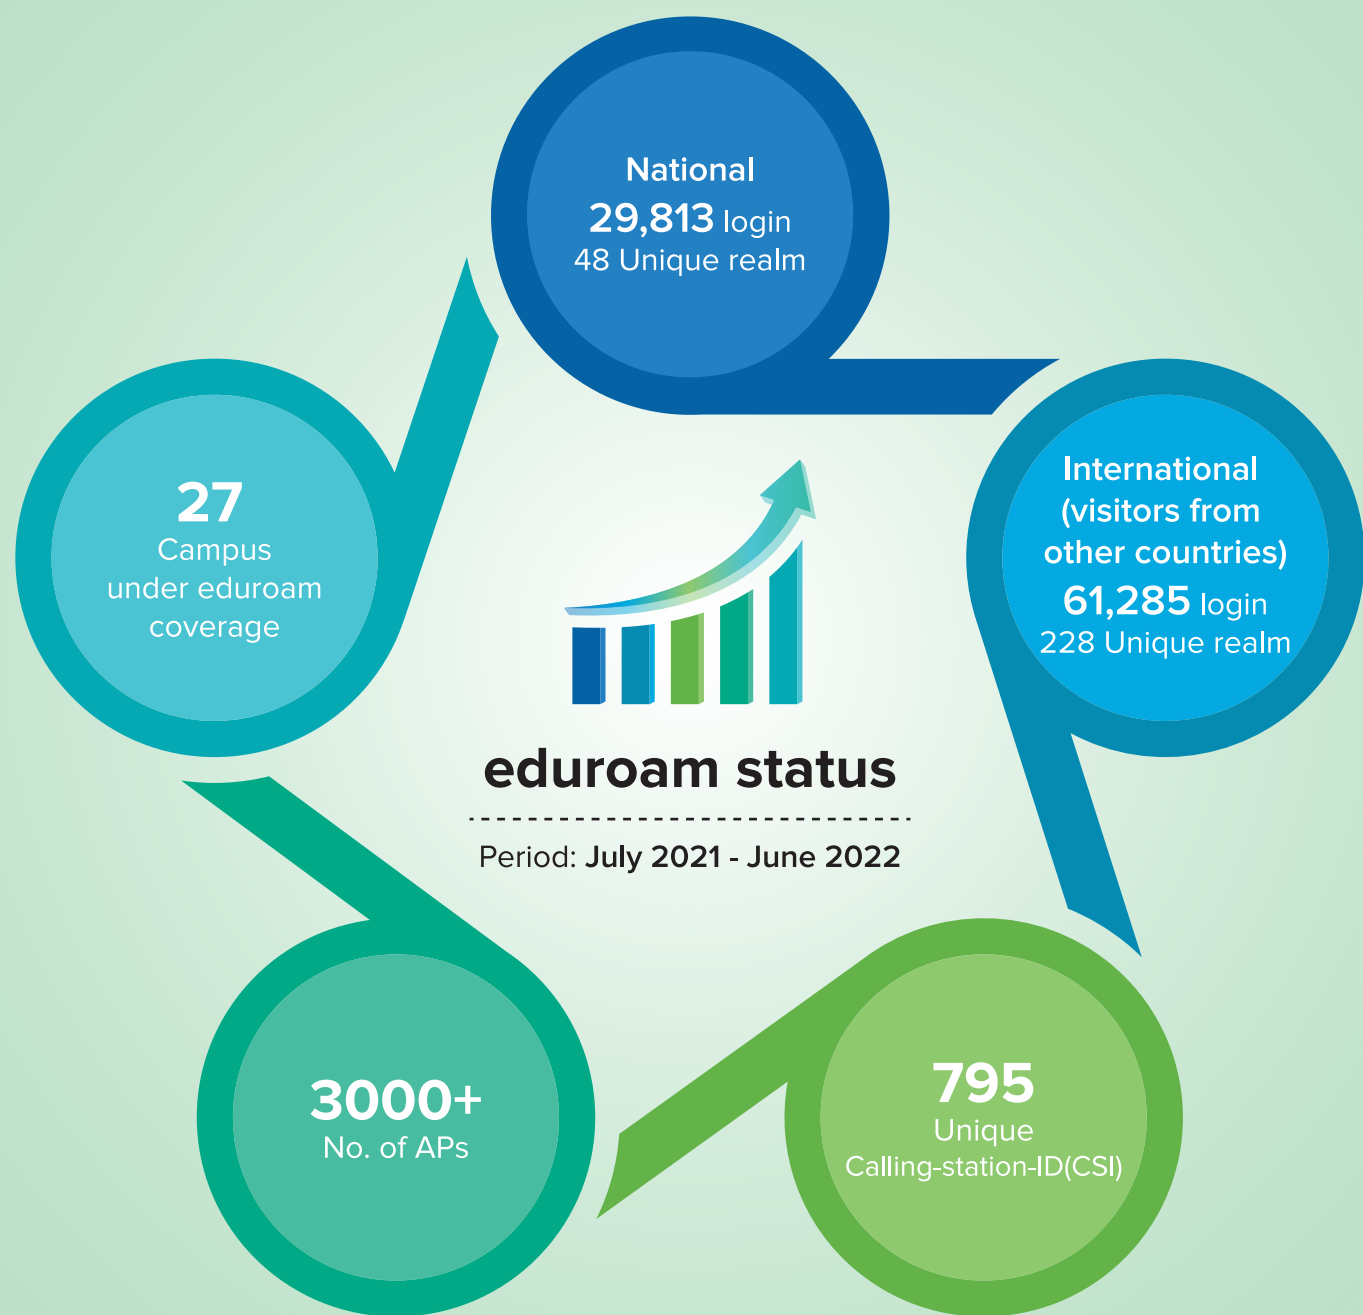 National
29,813 login
48 Unique realm
International
(visitors from
other countries)
61,285 login
228 Unique realm
27
Campus
under eduroam
coverage
eduroam status
Period: July 2021 - June 2022
3000+
No. of APs
795
Unique
Calling-station-ID(CSI)